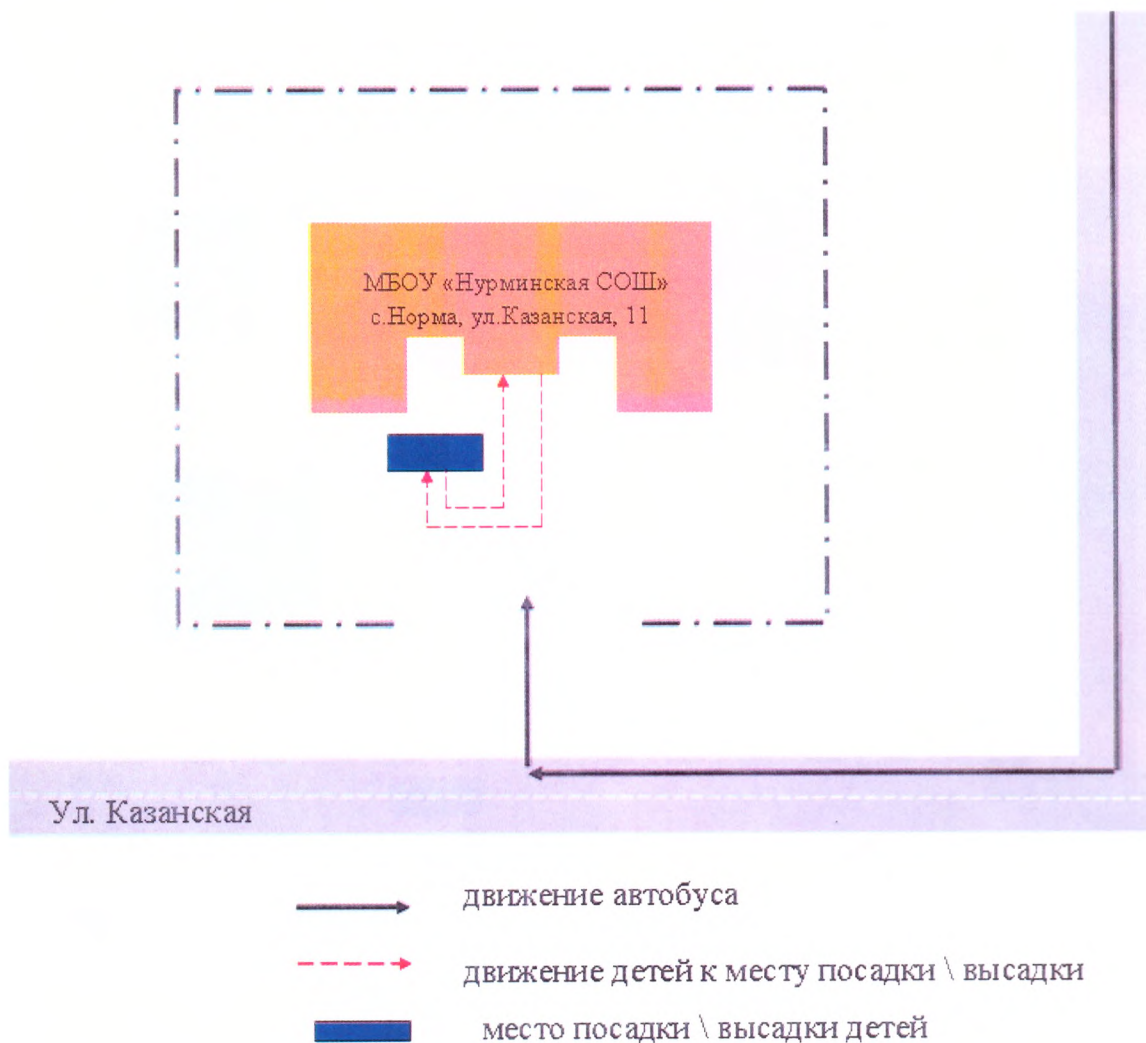 МБОУ «Нурминская СОШ»
с.Норма, ул.Казанская, 11
Ул. Казанская
движение автобуса
движение детей к месту посадки \ высадки
место посадки \ высадки детей